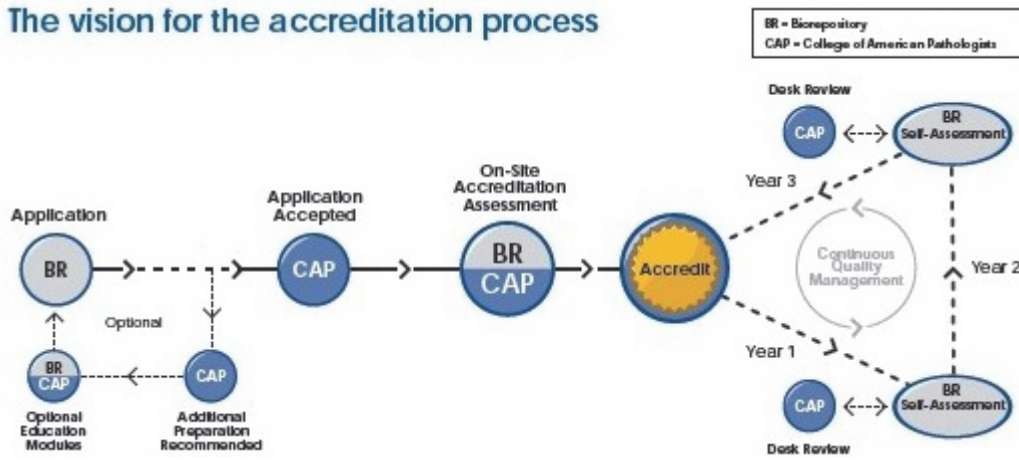 The vision for the accreditation process
BR = Biorepository
CAP = College of American Pathologists
Application
BR
Optional
BR
CAP
Optional
Education
Modules
CAP
Additional
Preparation
Recommended
Application
Accepted
CAP
On-Site
Accreditation
Assessment
BR
CAP
Accredit
Year 1
Desk Review
CAP
BR
Self-Assessment
Year 2
Desk Review
CAP
BR
Self-Assessment
Year 3
Continuous
Quality
Management